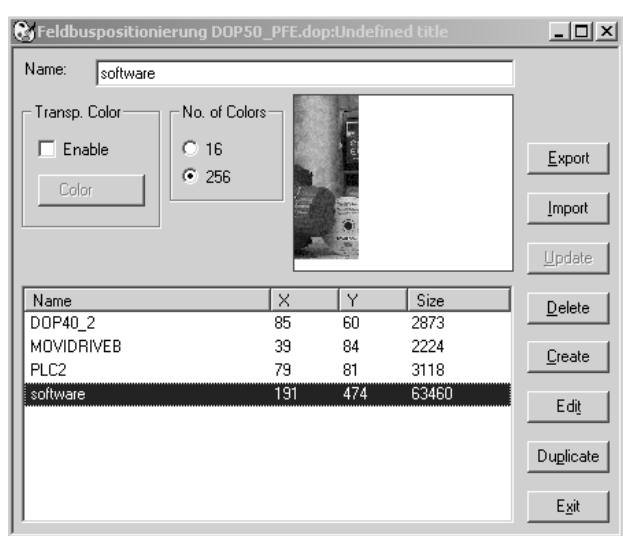 Feldbuspositionierung DOP50_PFE.dop:Undefined title
Name: software
Transp. Color
No. of Colors
Enable
16
256
Color
Export
Import
Update
Delete
Create
Edit
Duplicate
Exit
Name X Y Size
DOP40_2 85 60 2873
MOVIDRIVEB 39 84 2224
PLC2 79 81 3118
software 191 474 63460